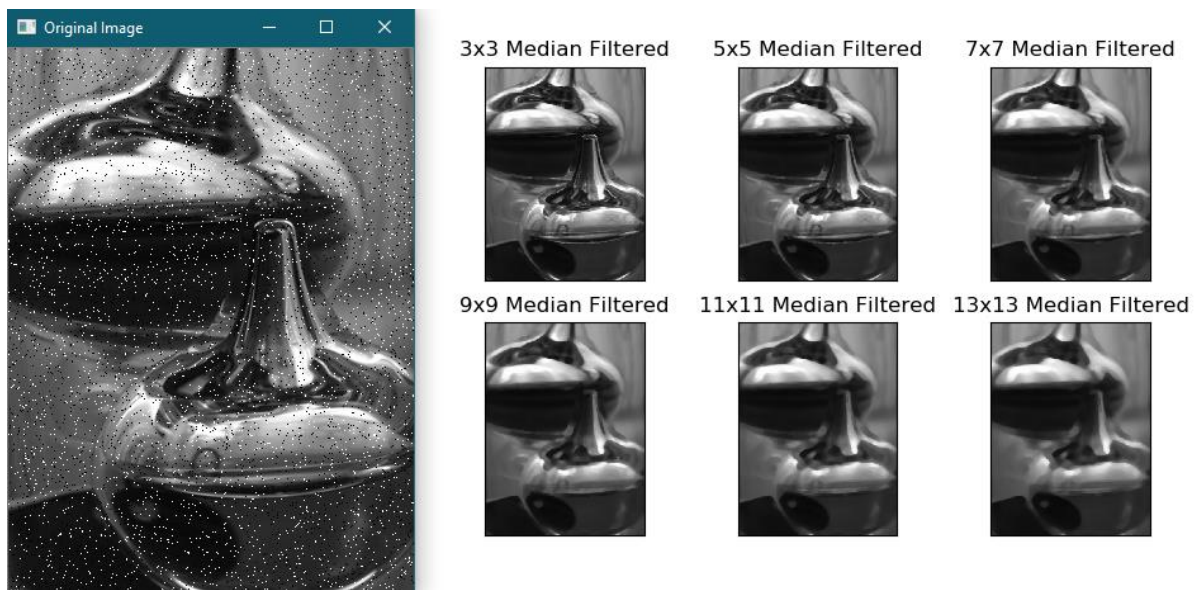 Original Image
3x3 Median Filtered
5x5 Median Filtered
7x7 Median Filtered
9x9 Median Filtered
11x11 Median Filtered
13x13 Median Filtered